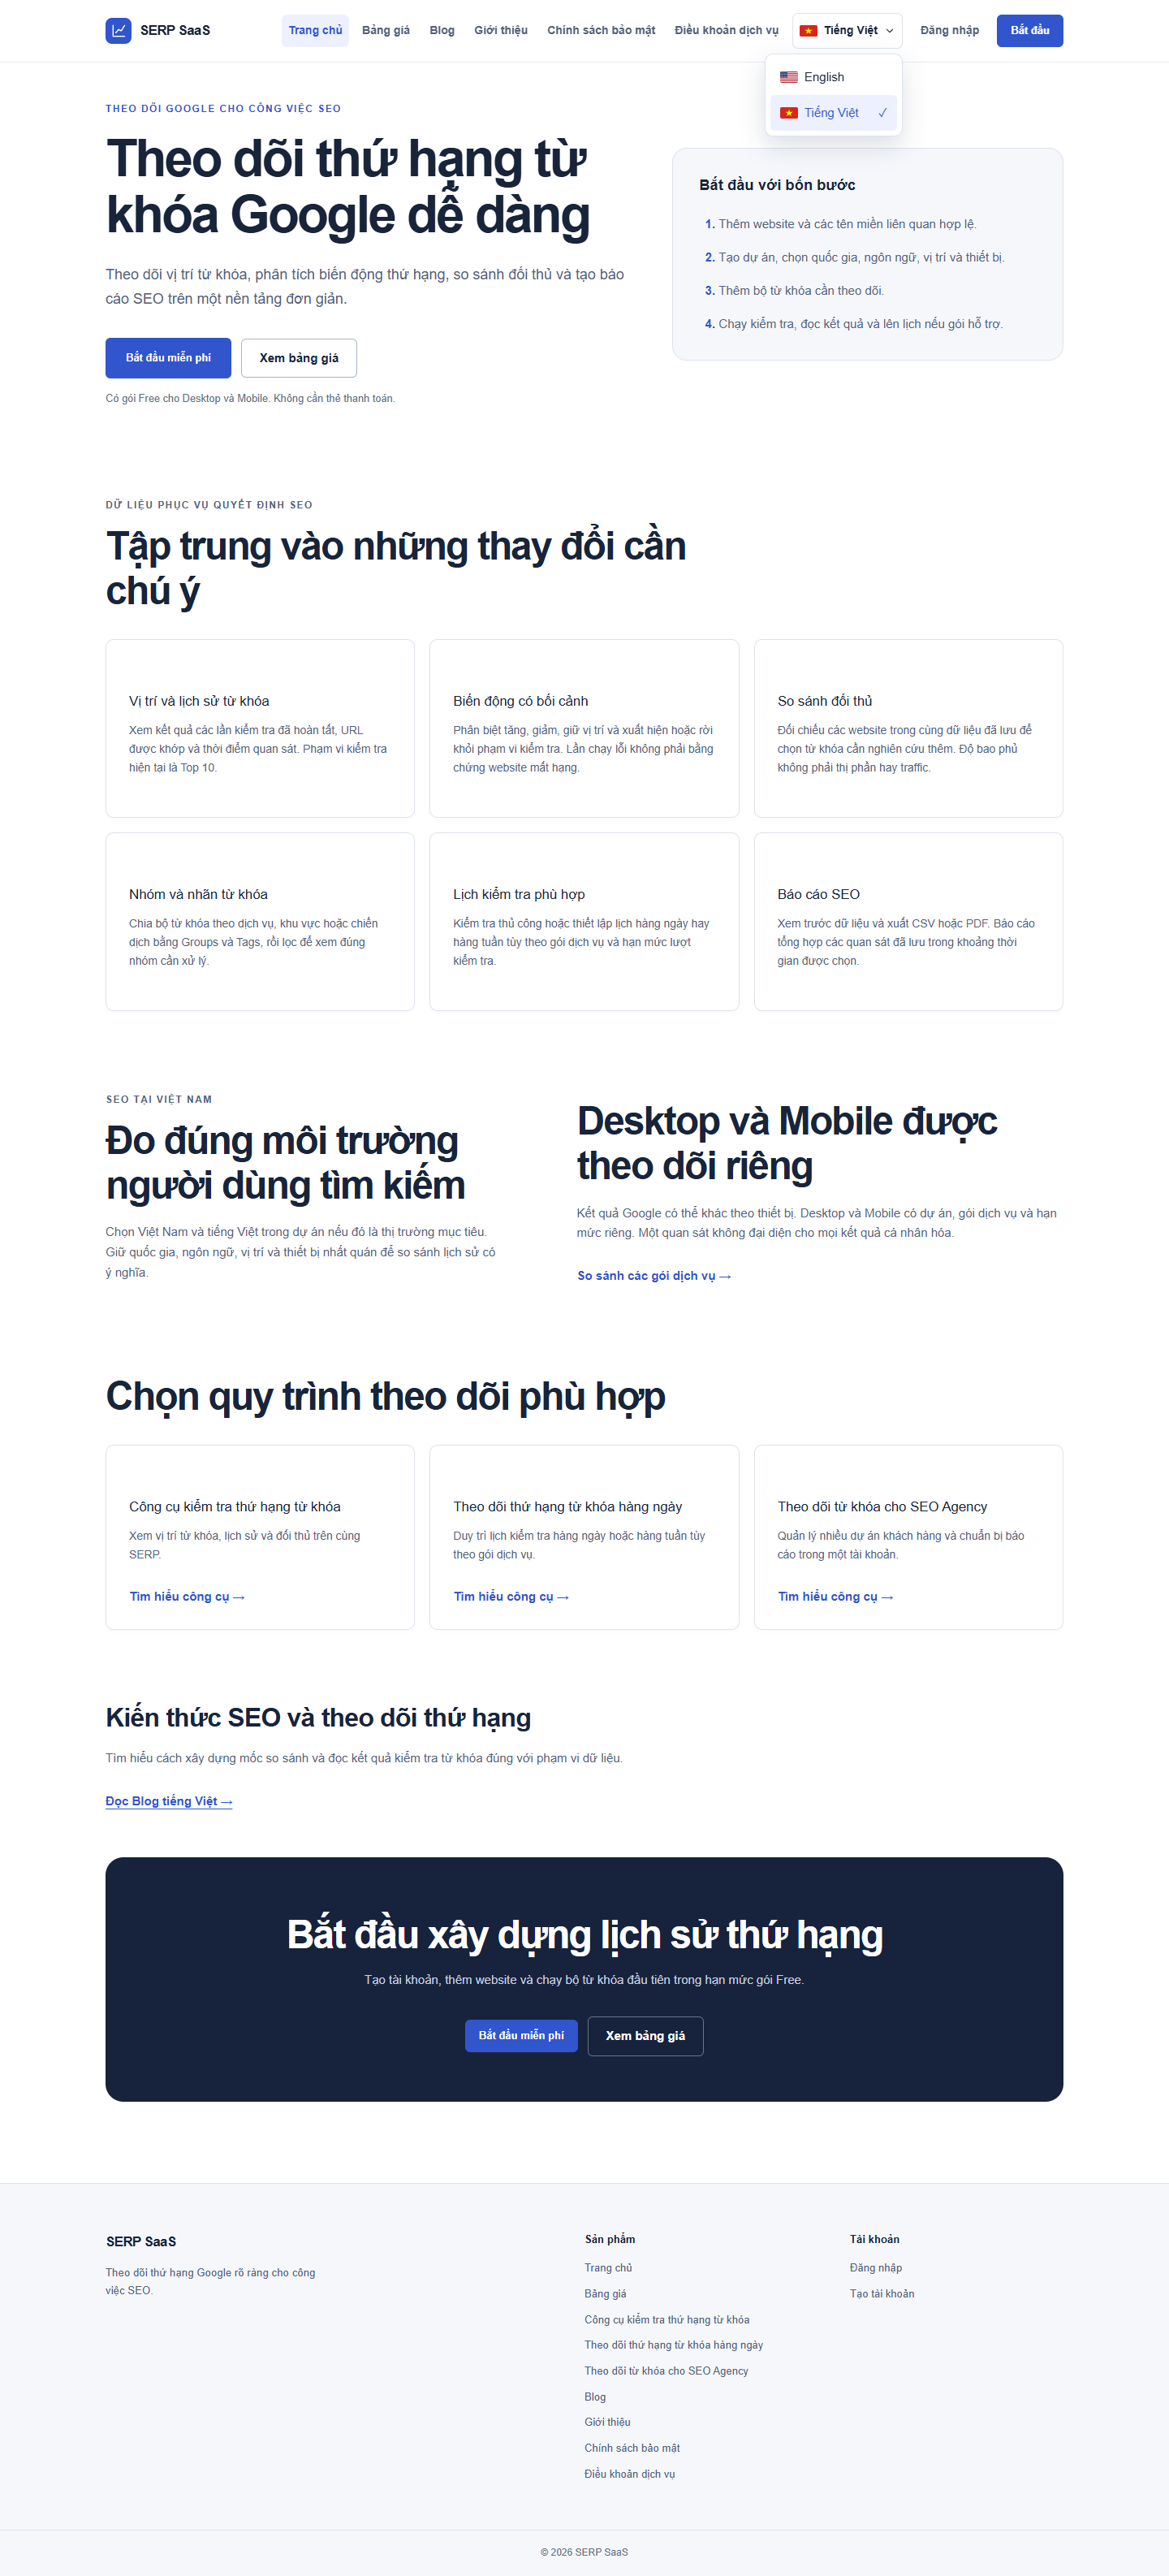 SERP SaaS
Trang chủ
Bảng giá
Blog
Giới thiệu
Chính sách bảo mật
Điều khoản dịch vụ
Tiếng Việt
Đăng nhập
Bắt đầu
English
Tiếng Việt ✓
THEO DÕI GOOGLE CHO CÔNG VIỆC SEO
Theo dõi thứ hạng từ
khóa Google dễ dàng
Theo dõi vị trí từ khóa, phân tích biến động thứ hạng, so sánh đối thủ và tạo báo
cáo SEO trên một nền tảng đơn giản.
Bắt đầu miễn phí
Xem bảng giá
Có gói Free cho Desktop và Mobile. Không cần thẻ thanh toán.
Bắt đầu với bốn bước
1. Thêm website và các tên miền liên quan hợp lệ.
2. Tạo dự án, chọn quốc gia, ngôn ngữ, vị trí và thiết bị.
3. Thêm bộ từ khóa cần theo dõi.
4. Chạy kiểm tra, đọc kết quả và lên lịch nếu gói hỗ trợ.
DỮ LIỆU PHỤC VỤ QUYẾT ĐỊNH SEO
Tập trung vào những thay đổi cần
chú ý
Vị trí và lịch sử từ khóa
Xem kết quả các lần kiểm tra đã hoàn tất, URL
được khớp và thời điểm quan sát. Phạm vi kiểm tra
hiện tại là Top 10.
Biến động có bối cảnh
Phân biệt tăng, giảm, giữ vị trí và xuất hiện hoặc rời
khỏi phạm vi kiểm tra. Lần chạy lỗi không phải bằng
chứng website mất hạng.
So sánh đối thủ
Đối chiếu các website trong cùng dữ liệu đã lưu để
chọn từ khóa cần nghiên cứu thêm. Độ bao phủ
không phải thị phần hay traffic.
Nhóm và nhãn từ khóa
Chia bộ từ khóa theo dịch vụ, khu vực hoặc chiến
dịch bằng Groups và Tags, rồi lọc để xem đúng
nhóm cần xử lý.
Lịch kiểm tra phù hợp
Kiểm tra thủ công hoặc thiết lập lịch hàng ngày hay
hàng tuần tùy theo gói dịch vụ và hạn mức lượt
kiểm tra.
Báo cáo SEO
Xem trước dữ liệu và xuất CSV hoặc PDF. Báo cáo
tổng hợp các quan sát đã lưu trong khoảng thời
gian được chọn.
SEO TẠI VIỆT NAM
Đo đúng môi trường
người dùng tìm kiếm
Chọn Việt Nam và tiếng Việt trong dự án nếu đó là thị trường mục tiêu.
Giữ quốc gia, ngôn ngữ, vị trí và thiết bị nhất quán để so sánh lịch sử có
ý nghĩa.
Desktop và Mobile được
theo dõi riêng
Kết quả Google có thể khác theo thiết bị. Desktop và Mobile có dự án, gói dịch vụ và hạn
mức riêng. Một quan sát không đại diện cho mọi kết quả cá nhân hóa.
So sánh các gói dịch vụ →
Chọn quy trình theo dõi phù hợp
Công cụ kiểm tra thứ hạng từ khóa
Xem vị trí từ khóa, lịch sử và đối thủ trên cùng
SERP.
Tìm hiểu công cụ →
Theo dõi thứ hạng từ khóa hàng ngày
Duy trì lịch kiểm tra hàng ngày hoặc hàng tuần tùy
theo gói dịch vụ.
Tìm hiểu công cụ →
Theo dõi từ khóa cho SEO Agency
Quản lý nhiều dự án khách hàng và chuẩn bị báo
cáo trong một tài khoản.
Tìm hiểu công cụ →
Kiến thức SEO và theo dõi thứ hạng
Tìm hiểu cách xây dựng mốc so sánh và đọc kết quả kiểm tra từ khóa đúng với phạm vi dữ liệu.
Đọc Blog tiếng Việt →
Bắt đầu xây dựng lịch sử thứ hạng
Tạo tài khoản, thêm website và chạy bộ từ khóa đầu tiên trong hạn mức gói Free.
Bắt đầu miễn phí
Xem bảng giá
SERP SaaS
Theo dõi thứ hạng Google rõ ràng cho công
việc SEO.
Sản phẩm
Trang chủ
Bảng giá
Công cụ kiểm tra thứ hạng từ khóa
Theo dõi thứ hạng từ khóa hàng ngày
Theo dõi từ khóa cho SEO Agency
Blog
Giới thiệu
Chính sách bảo mật
Điều khoản dịch vụ
Tài khoản
Đăng nhập
Tạo tài khoản
© 2026 SERP SaaS